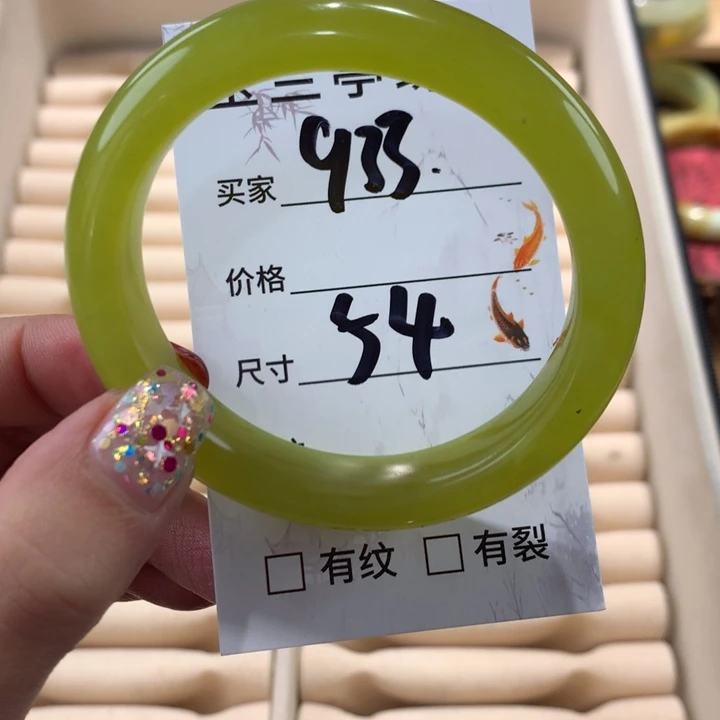 买家 933.
价格
尺寸 54
□ 有纹 □ 有裂